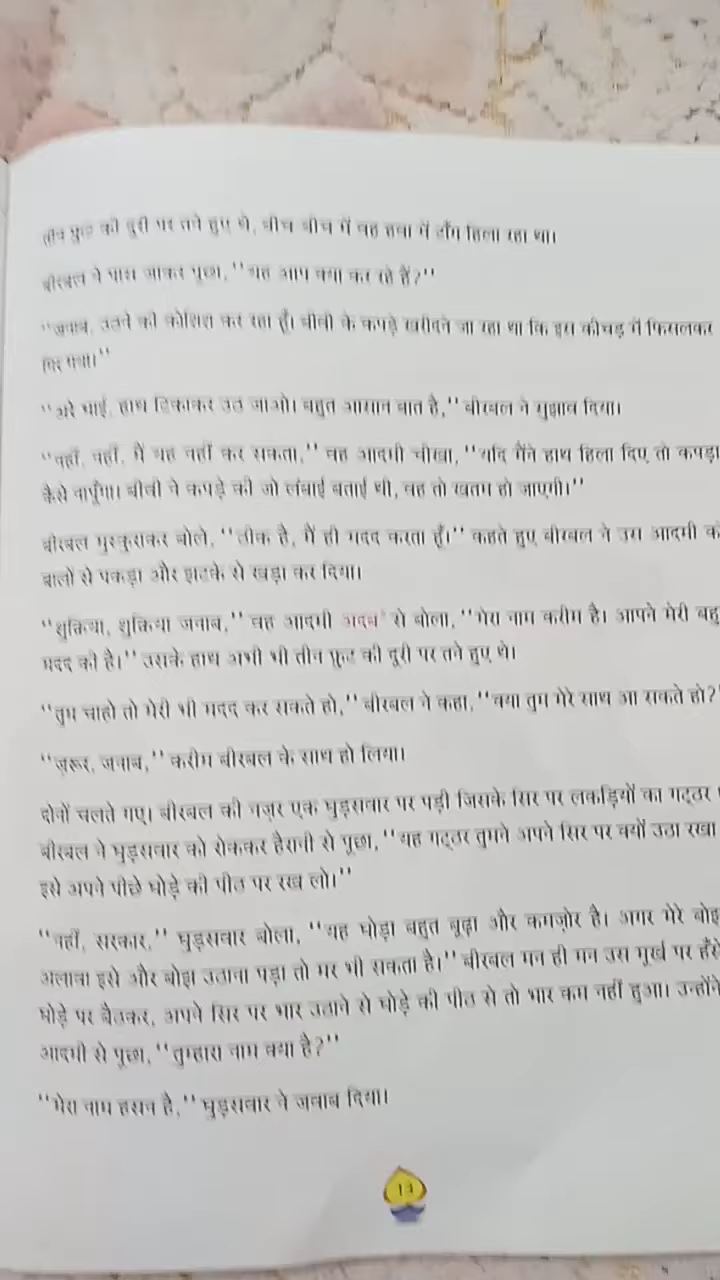 तीन फुट की दूरी पर तने हुए थे, बीच बीच में वह हवा में टाँग हिला रहा था।
बीरबल ने पास जाकर पूछा, ''यह आप क्या कर रहे हैं?''
''जनाब, उठने की कोशिश कर रहा हूँ। बीबी के कपड़े खरीदने जा रहा था कि इस कीचड़ में फिसलकर
गिर गया।''
''अरे भाई, हाथ टिकाकर उठ जाओ। बहुत आसान बात है,'' बीरबल ने सुझाव दिया।
''नहीं, नहीं, मैं यह नहीं कर सकता,'' वह आदमी चीखा, ''यदि मैंने हाथ हिला दिए तो कपड़ा
कैसे नापूँगा। बीबी ने कपड़े की जो लंबाई बताई थी, वह तो खतम हो जाएगी।''
बीरबल मुस्कुराकर बोले, ''ठीक है, मैं ही मदद करता हूँ।'' कहते हुए बीरबल ने उस आदमी को
बालों से पकड़ा और झटके से खड़ा कर दिया।
''शुक्रिया, शुक्रिया जनाब,'' वह आदमी अदब* से बोला, ''मेरा नाम करीम है। आपने मेरी
मदद की है।'' उसके हाथ अभी भी तीन फुट की दूरी पर तने हुए थे।
''तुम चाहो तो मेरी भी मदद कर सकते हो,'' बीरबल ने कहा, ''क्या तुम मेरे साथ आ सकते हो?''
''ज़रूर, जनाब,'' करीम बीरबल के साथ हो लिया।
दोनों चलते गए। बीरबल की नज़र एक घुड़सवार पर पड़ी जिसके सिर पर लकड़ियों का गट्ठर
बीरबल ने घुड़सवार को रोककर हैरानी से पूछा, ''यह गट्ठर तुमने अपने सिर पर क्यों उठा रखा
इसे अपने पीछे घोड़े की पीठ पर रख लो।''
''नहीं, सरकार,'' घुड़सवार बोला, ''यह घोड़ा बहुत बूढ़ा और कमज़ोर है। अगर मेरे
अलावा इसे और बोझ उठाना पड़ा तो मर भी सकता है।'' बीरबल मन ही मन उस मूर्ख पर हँसे
घोड़े पर बैठकर, अपने सिर पर भार उठाने से घोड़े की पीठ से तो भार कम नहीं हुआ। उन्होंने
आदमी से पूछा, ''तुम्हारा नाम क्या है?''
''मेरा नाम हसन है,'' घुड़सवार ने जवाब दिया।